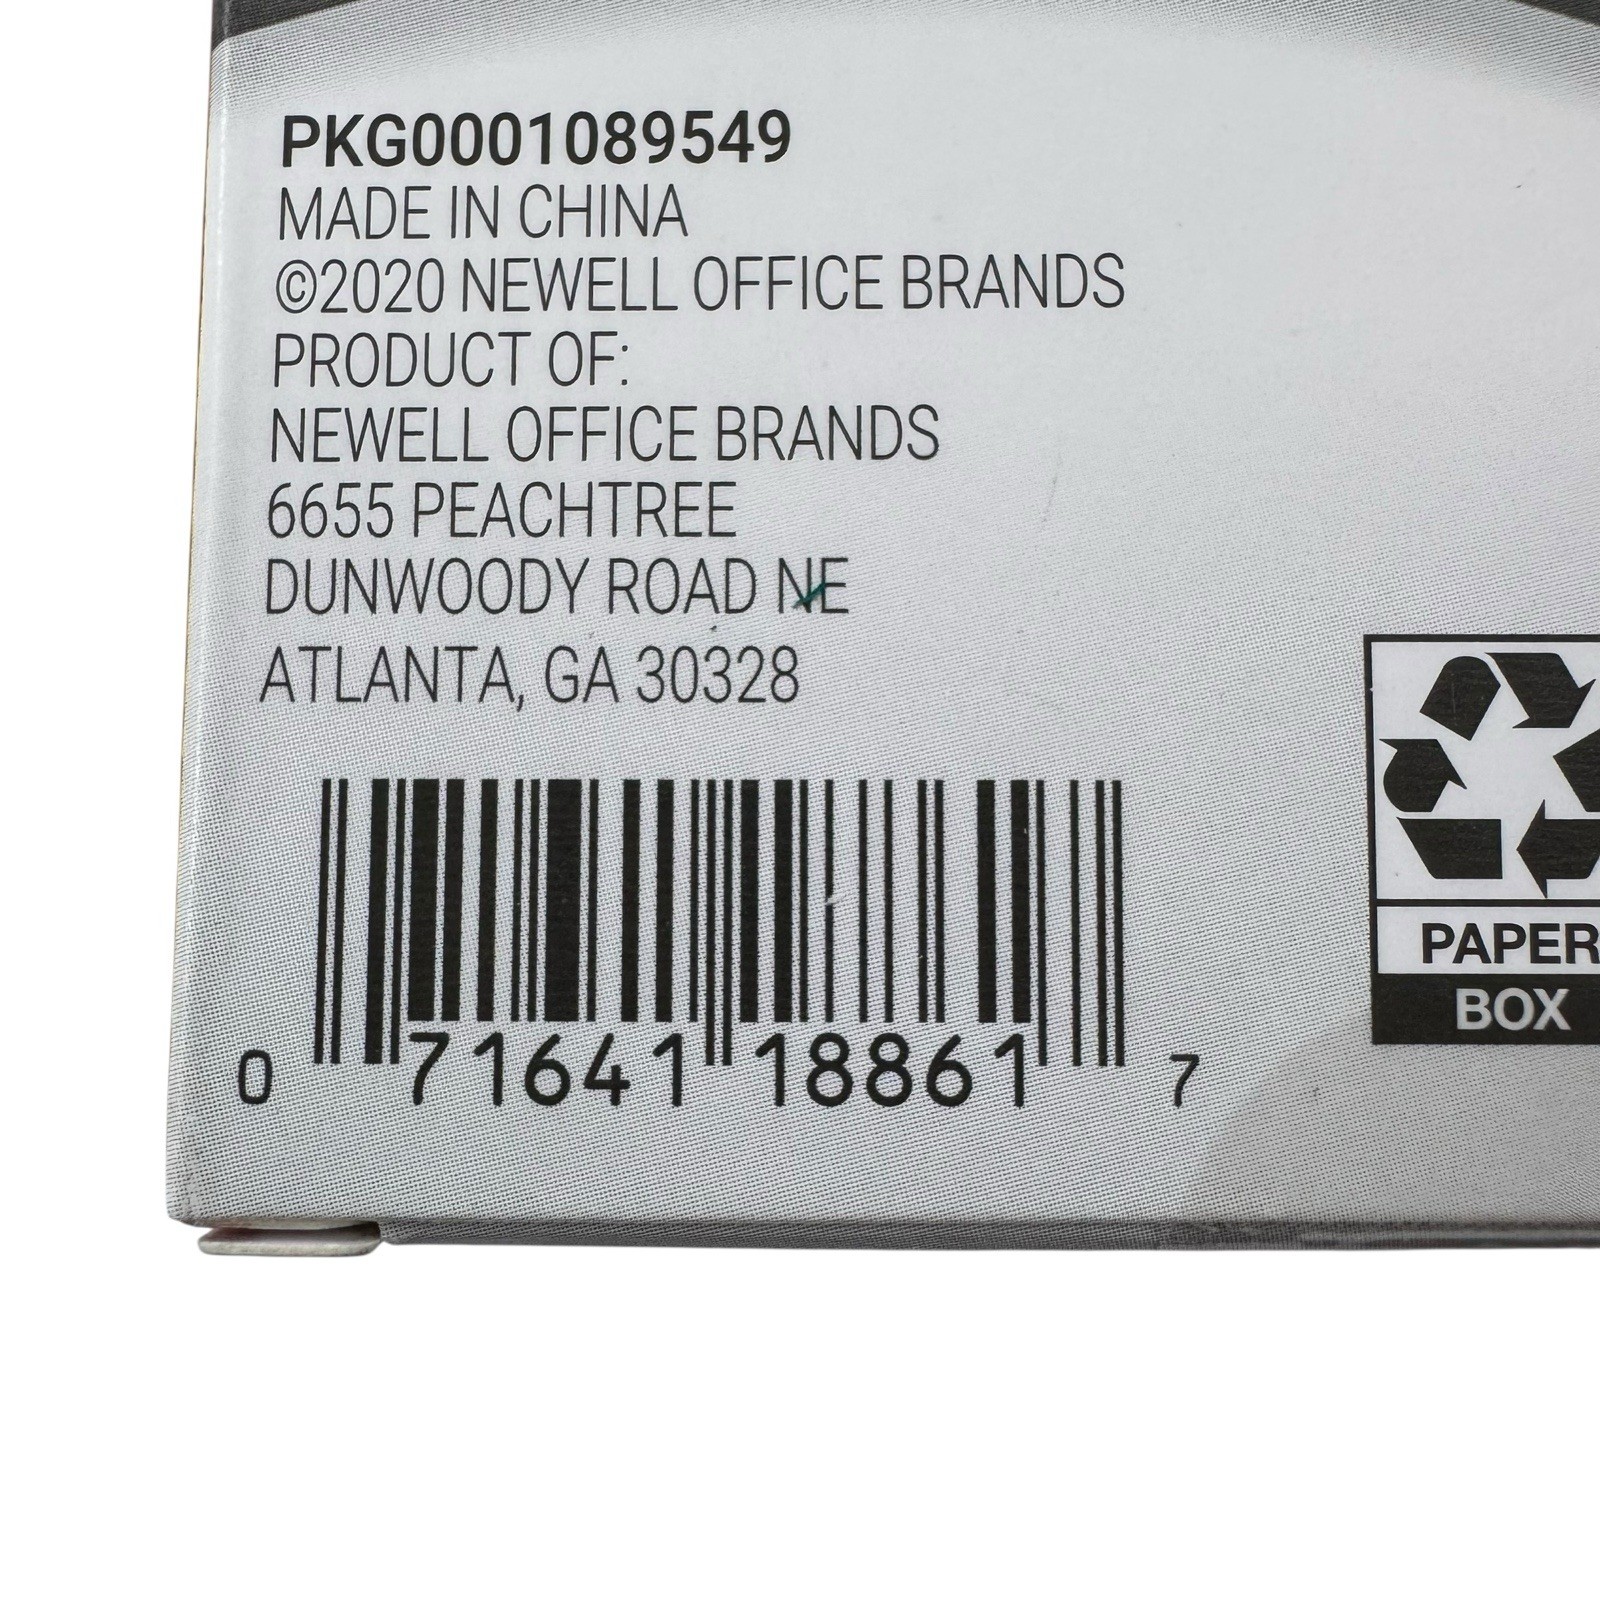 PKG0001089549
MADE IN CHINA
©2020 NEWELL OFFICE BRANDS
PRODUCT OF:
NEWELL OFFICE BRANDS
6655 PEACHTREE
DUNWOODY ROAD NE
ATLANTA, GA 30328
0 71641 18861 7
PAPER
BOX